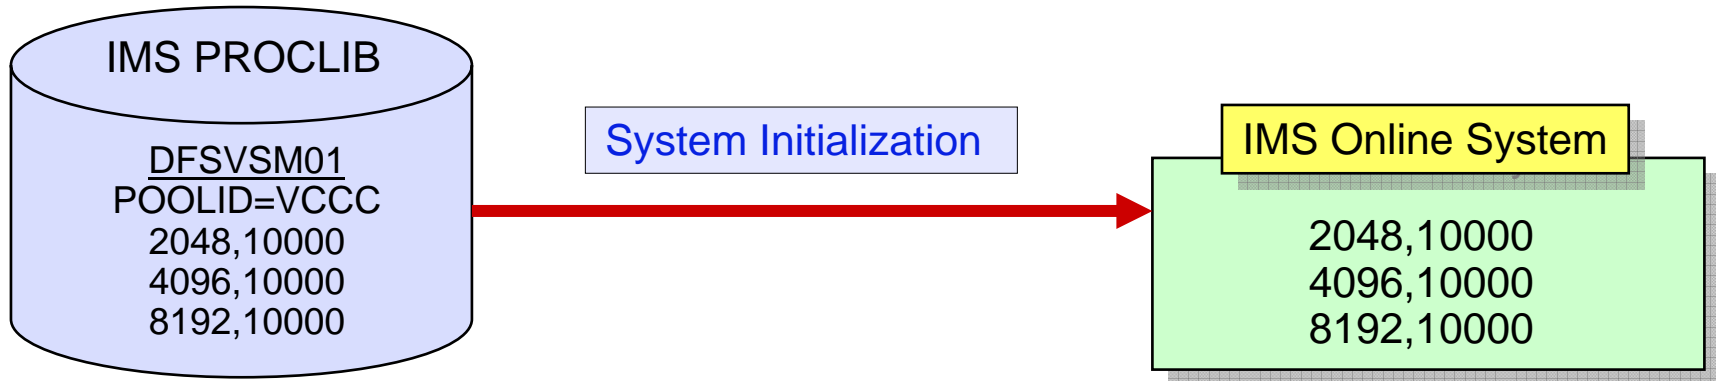 IMS PROCLIB
DFSVSM01
POOLID=VCCC
2048,10000
4096,10000
8192,10000
System Initialization
IMS Online System
2048,10000
4096,10000
8192,10000